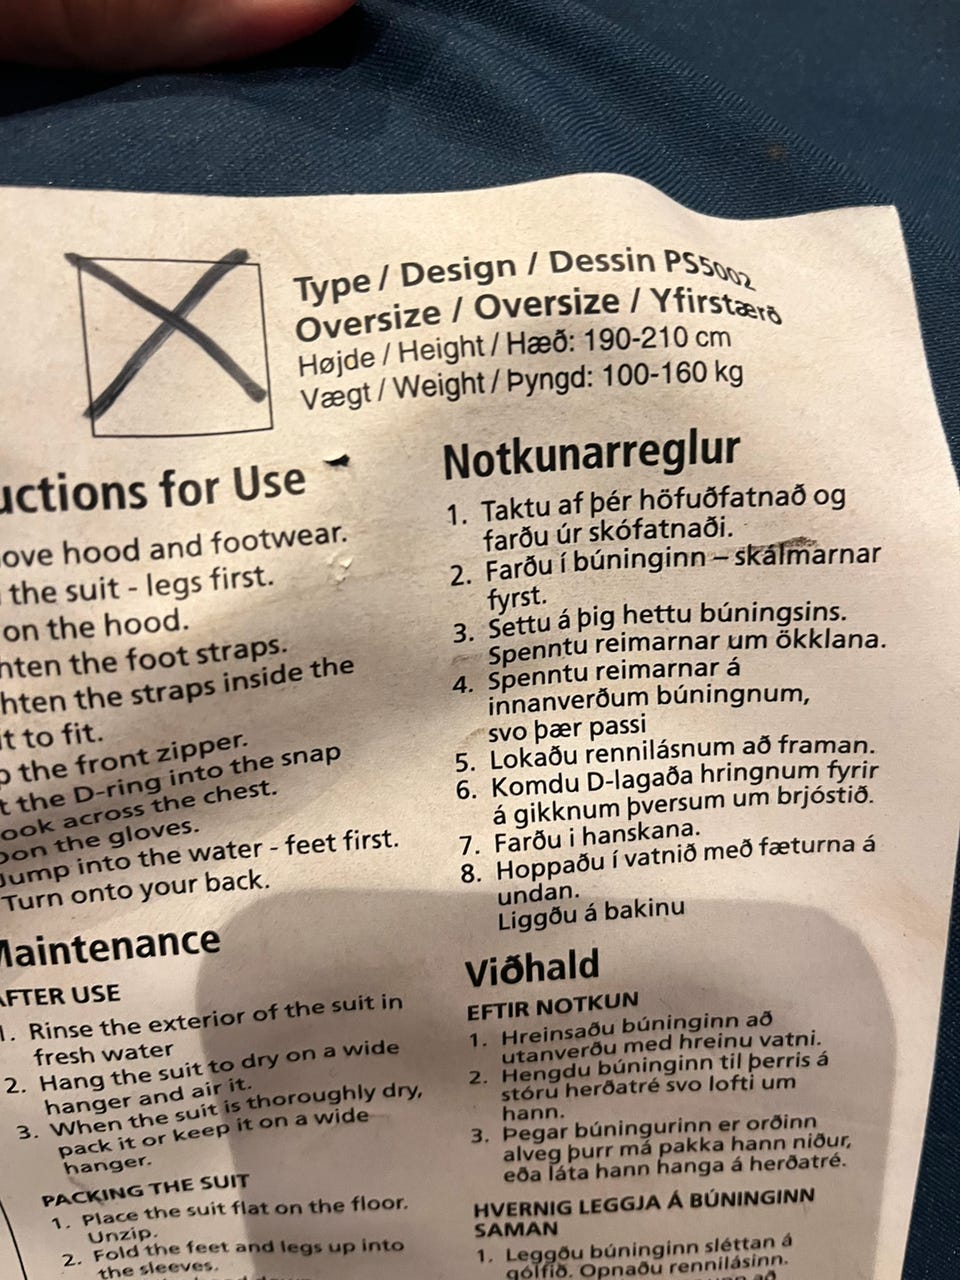 Type / Design / Dessin PS5002
Oversize / Oversize / Yfirstærð
Højde / Height / Hæð: 190-210 cm
Vægt / Weight / Þyngd: 100-160 kg
for Use
hood and footwear.
the suit - legs first.
on the hood.
the foot straps.
the straps inside the
to fit.
the front zipper.
the D-ring into the snap
across the chest.
the gloves.
Jump into the water - feet first.
Turn onto your back.
Maintenance
AFTER USE
1. Rinse the exterior of the suit in
fresh water
2. Hang the suit to dry on a wide
hanger and air it.
3. When the suit is thoroughly dry,
pack it or keep it on a wide
hanger.
PACKING THE SUIT
1. Place the suit flat on the floor.
Unzip.
2. Fold the feet and legs up into
the sleeves.
Notkunarreglur
1. Taktu af þér höfuðfatnað og
farðu úr skófatnaði.
2. Farðu í búninginn – skálmarnar
fyrst.
3. Settu á þig hettu búningsins.
Spenntu reimarnar um ökklana.
4. Spenntu reimarnar á
innanverðum búningnum,
svo þær passi
5. Lokaðu rennilásnum að framan.
6. Komdu D-lagaða hringnum fyrir
á gikknum þversum um brjóstið.
7. Farðu i hanskana.
8. Hoppaðu í vatnið með fæturna á
undan.
Liggðu á bakinu
Viðhald
EFTIR NOTKUN
1. Hreinsaðu búninginn að
utanverðu með hreinu vatni.
2. Hengdu búninginn til þerris á
stóru herðatré svo lofti um
hann.
3. Þegar búningurinn er orðinn
alveg þurr má pakka hann niður,
eða láta hann hanga á herðatré.
HVERNIG LEGGJA Á BÚNINGINN
SAMAN
1. Leggðu búninginn sléttan á
gólfið. Opnaðu rennilásinn.